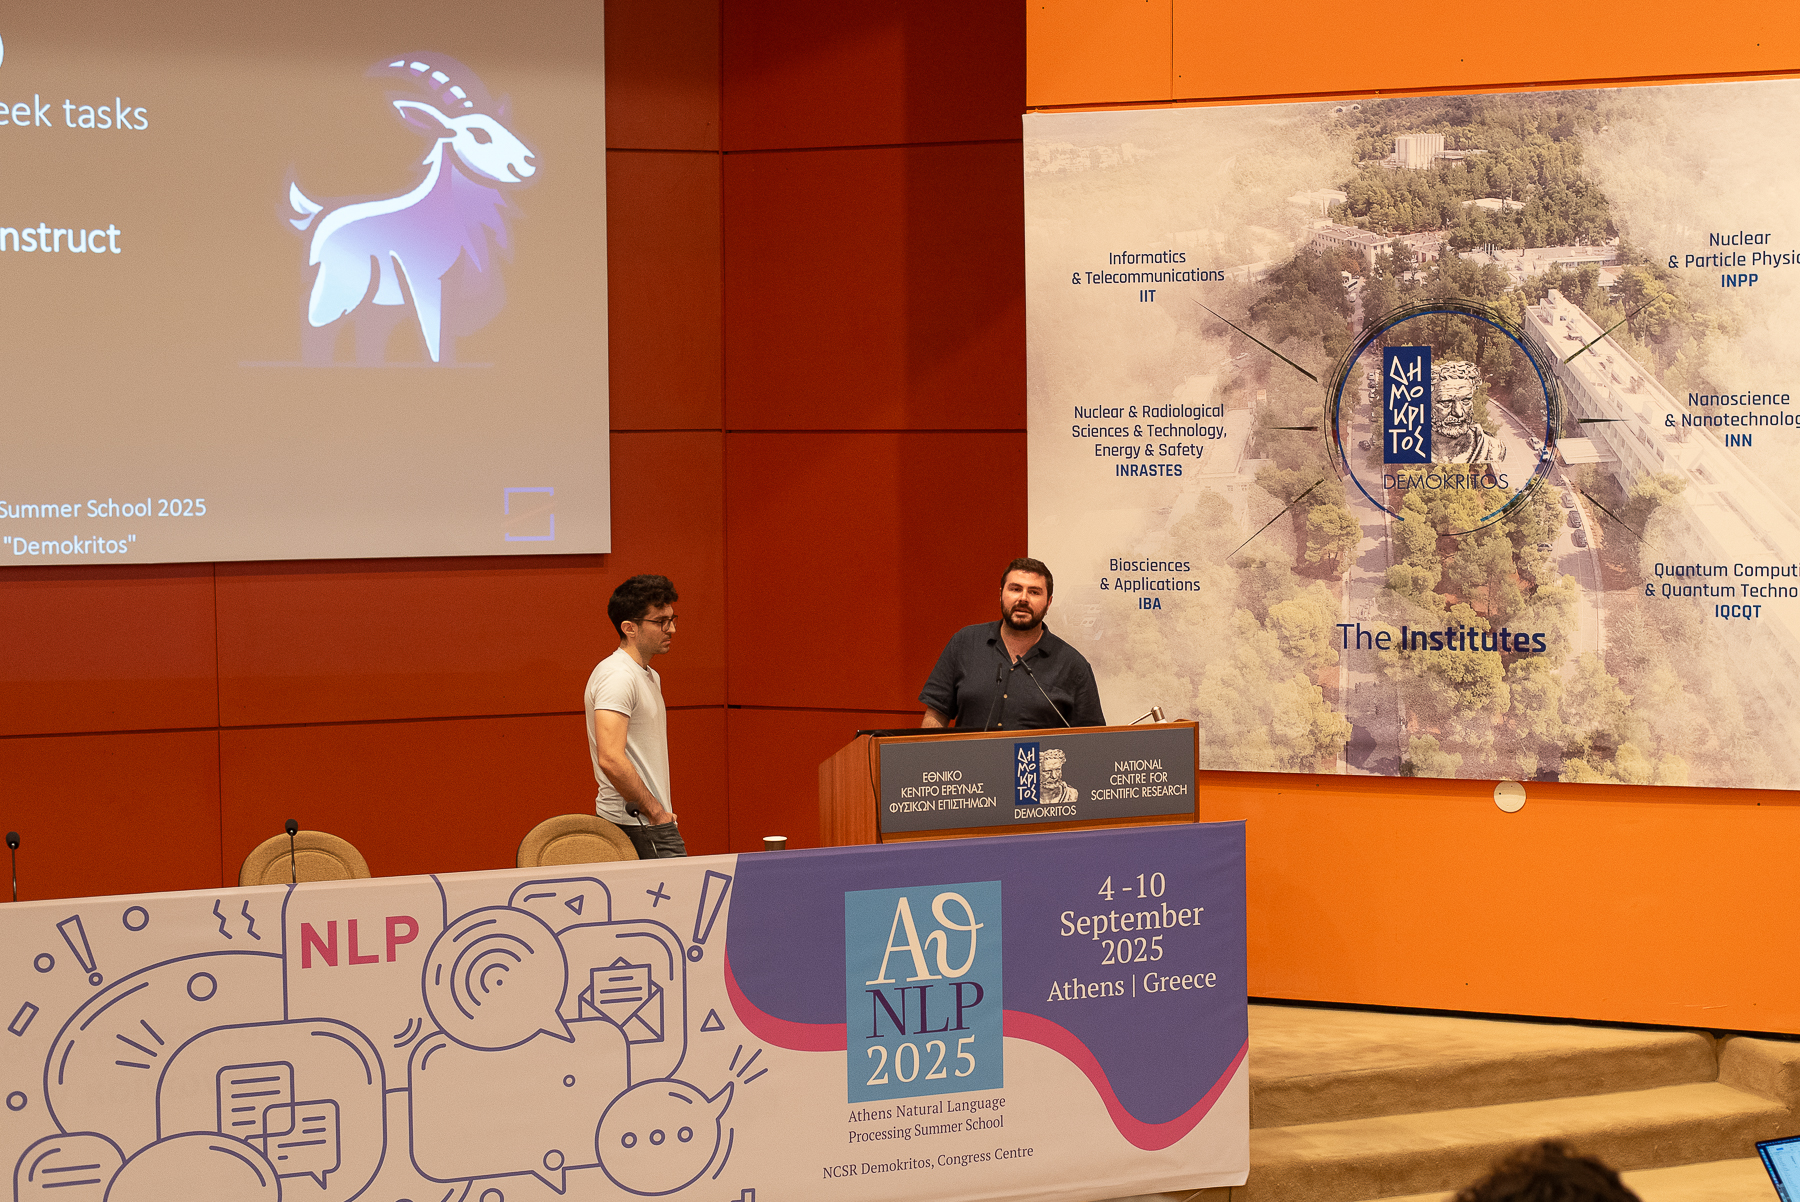 eek tasks
nstruct
Summer School 2025
"Demokritos"
Informatics
& Telecommunications
IIT
Nuclear & Radiological
Sciences & Technology,
Energy & Safety
INRASTES
Biosciences
& Applications
IBA
Nuclear
& Particle Physic
INPP
Nanoscience
& Nanotechnolog
INN
Quantum Computi
& Quantum Techno
IQCQT
ΔΗ
ΜΟ
ΚΡΙ
ΤΟΣ
DEMOKRITOS
The Institutes
ΕΘΝΙΚΟ
ΚΕΝΤΡΟ ΕΡΕΥΝΑΣ
ΦΥΣΙΚΩΝ ΕΠΙΣΤΗΜΩΝ
ΔΗ
ΜΟ
ΚΡΙ
ΤΟΣ
DEMOKRITOS
NATIONAL
CENTRE FOR
SCIENTIFIC RESEARCH
NLP
Αϑι
NLP
2025
Athens Natural Language
Processing Summer School
NCSR Demokritos, Congress Centre
4 -10
September
2025
Athens | Greece